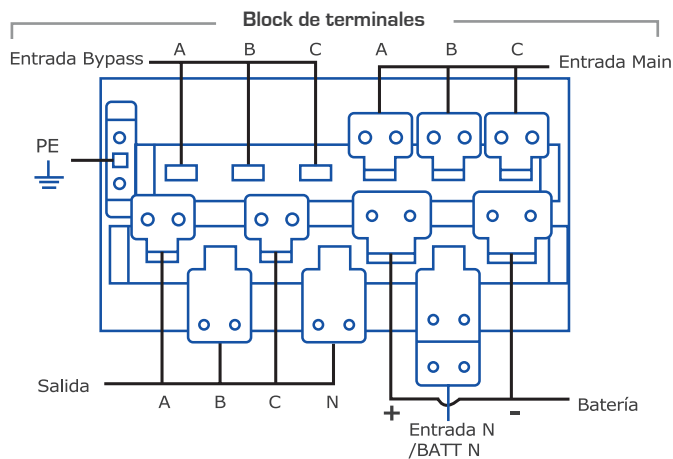 Block de terminales
Entrada Bypass
A B C
A B C
Entrada Main
PE
Salida
A B C N
+ -
Batería
Entrada N
/BATT N